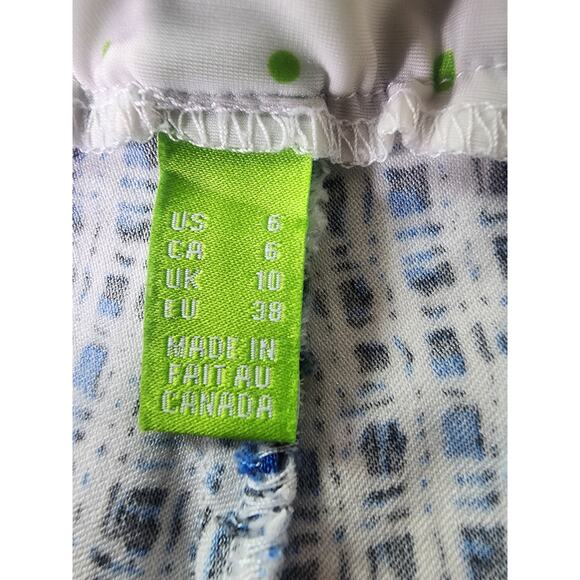 US 6
CA 6
UK 10
EU 38
MADE IN
FAIT AU
CANADA